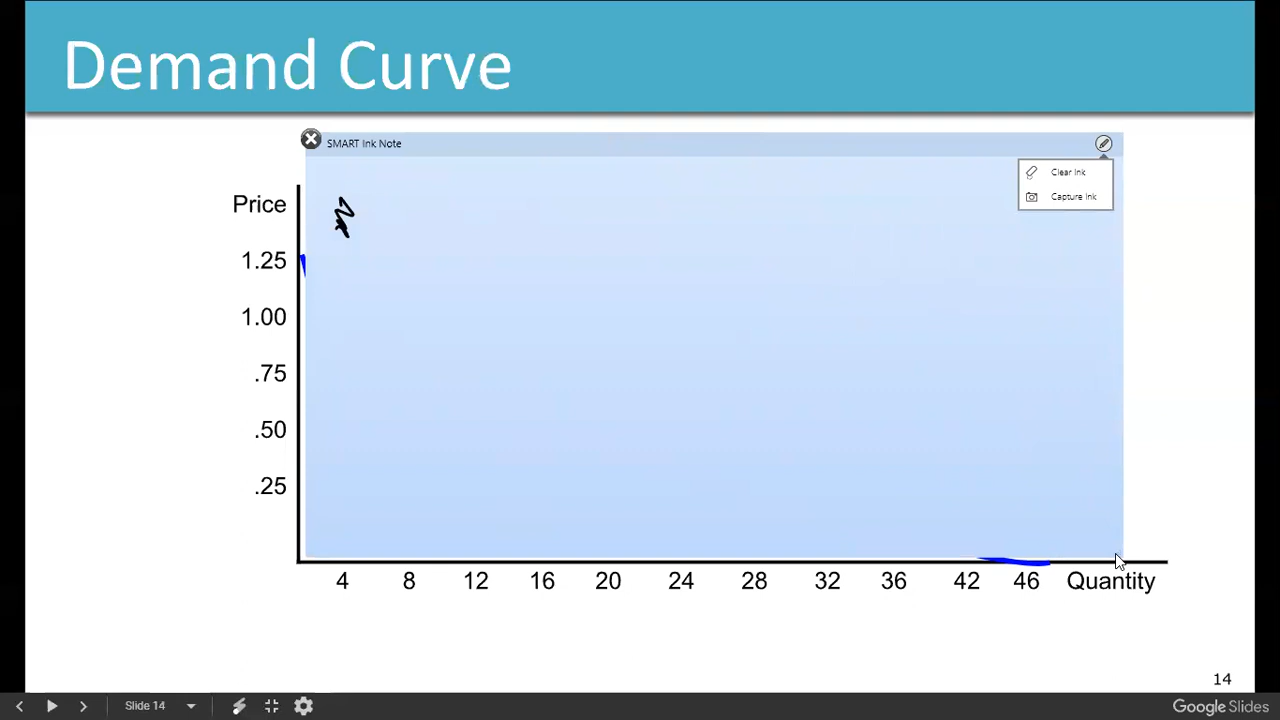 Demand Curve
SMART Ink Note
Clear Ink
Capture Ink
Price
1.25
1.00
.75
.50
.25
4 8 12 16 20 24 28 32 36 42 46 Quantity
14
Slide 14
Google Slides